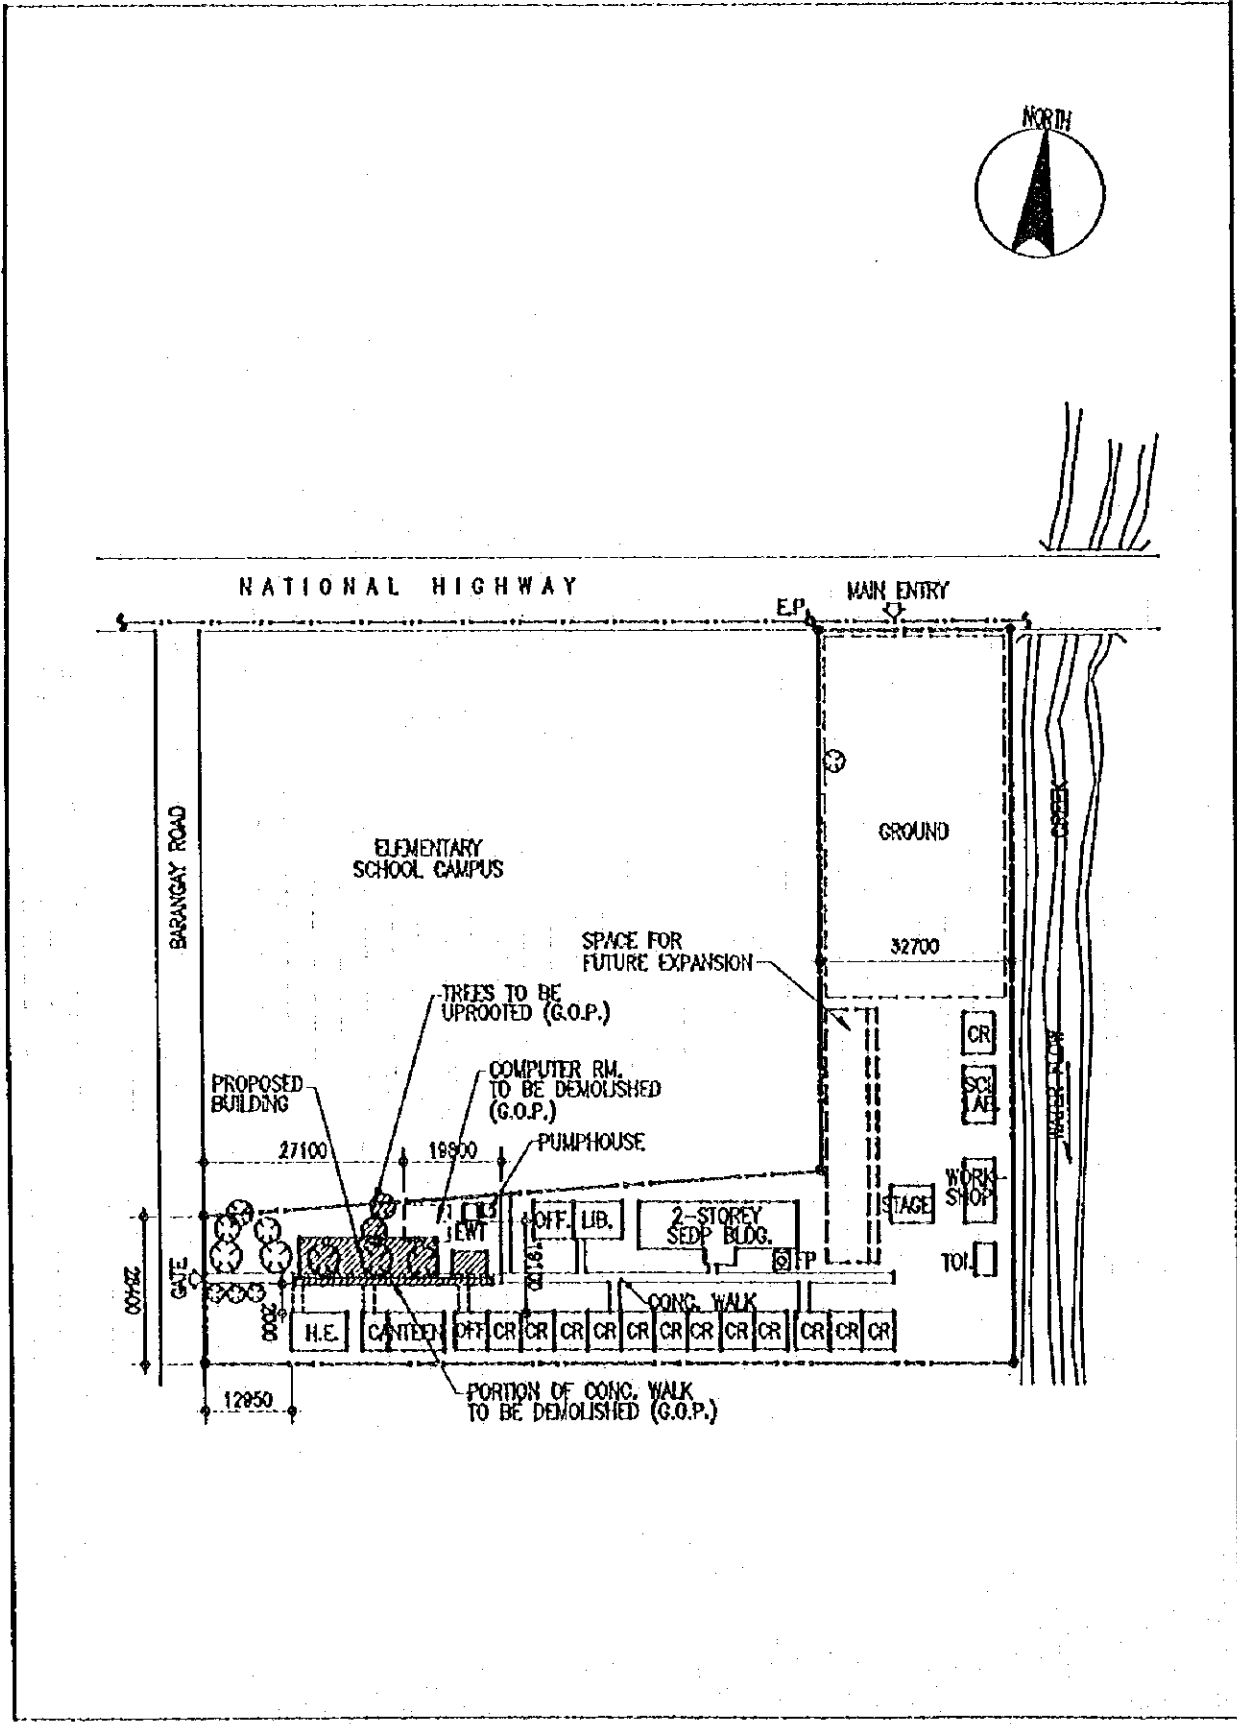 NORTH
NATIONAL HIGHWAY
MAIN ENTRY
E.P.
BARANGAY ROAD
ELEMENTARY
SCHOOL CAMPUS
GROUND
CREEK
SPACE FOR
FUTURE EXPANSION
32700
TREES TO BE
UPROOTED (G.O.P.)
CR
COMPUTER RM.
TO BE DEMOLISHED
(G.O.P.)
PROPOSED
BUILDING
SCI
LAB
27100
19800
PUMPHOUSE
WORK
SHOP
STAGE
OFF.
LIB.
2-STOREY
SEDP BLDG.
EWT
FP
TOI.
GATE
CONC. WALK
H.E.
CANTEEN
OFF
CR
CR
CR
CR
CR
CR
CR
CR
CR
CR
CR
CR
12950
PORTION OF CONC. WALK
TO BE DEMOLISHED (G.O.P.)